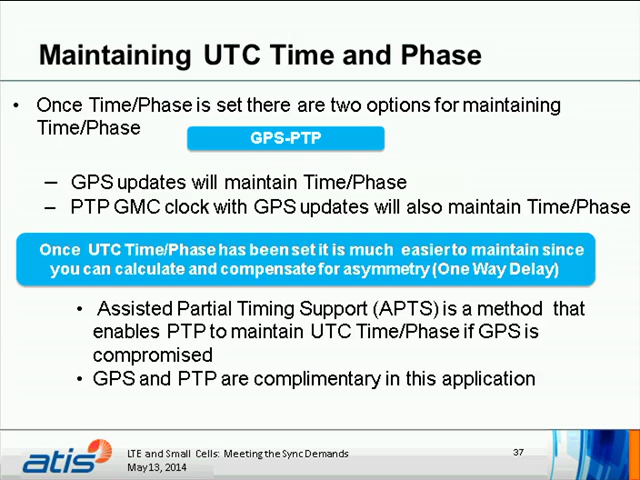 Maintaining UTC Time and Phase
• Once Time/Phase is set there are two options for maintaining
Time/Phase
GPS-PTP
– GPS updates will maintain Time/Phase
– PTP GMC clock with GPS updates will also maintain Time/Phase
Once UTC Time/Phase has been set it is much easier to maintain since
you can calculate and compensate for asymmetry (One Way Delay)
• Assisted Partial Timing Support (APTS) is a method that
enables PTP to maintain UTC Time/Phase if GPS is
compromised
• GPS and PTP are complimentary in this application
atis
LTE and Small Cells: Meeting the Sync Demands
May 13, 2014
37